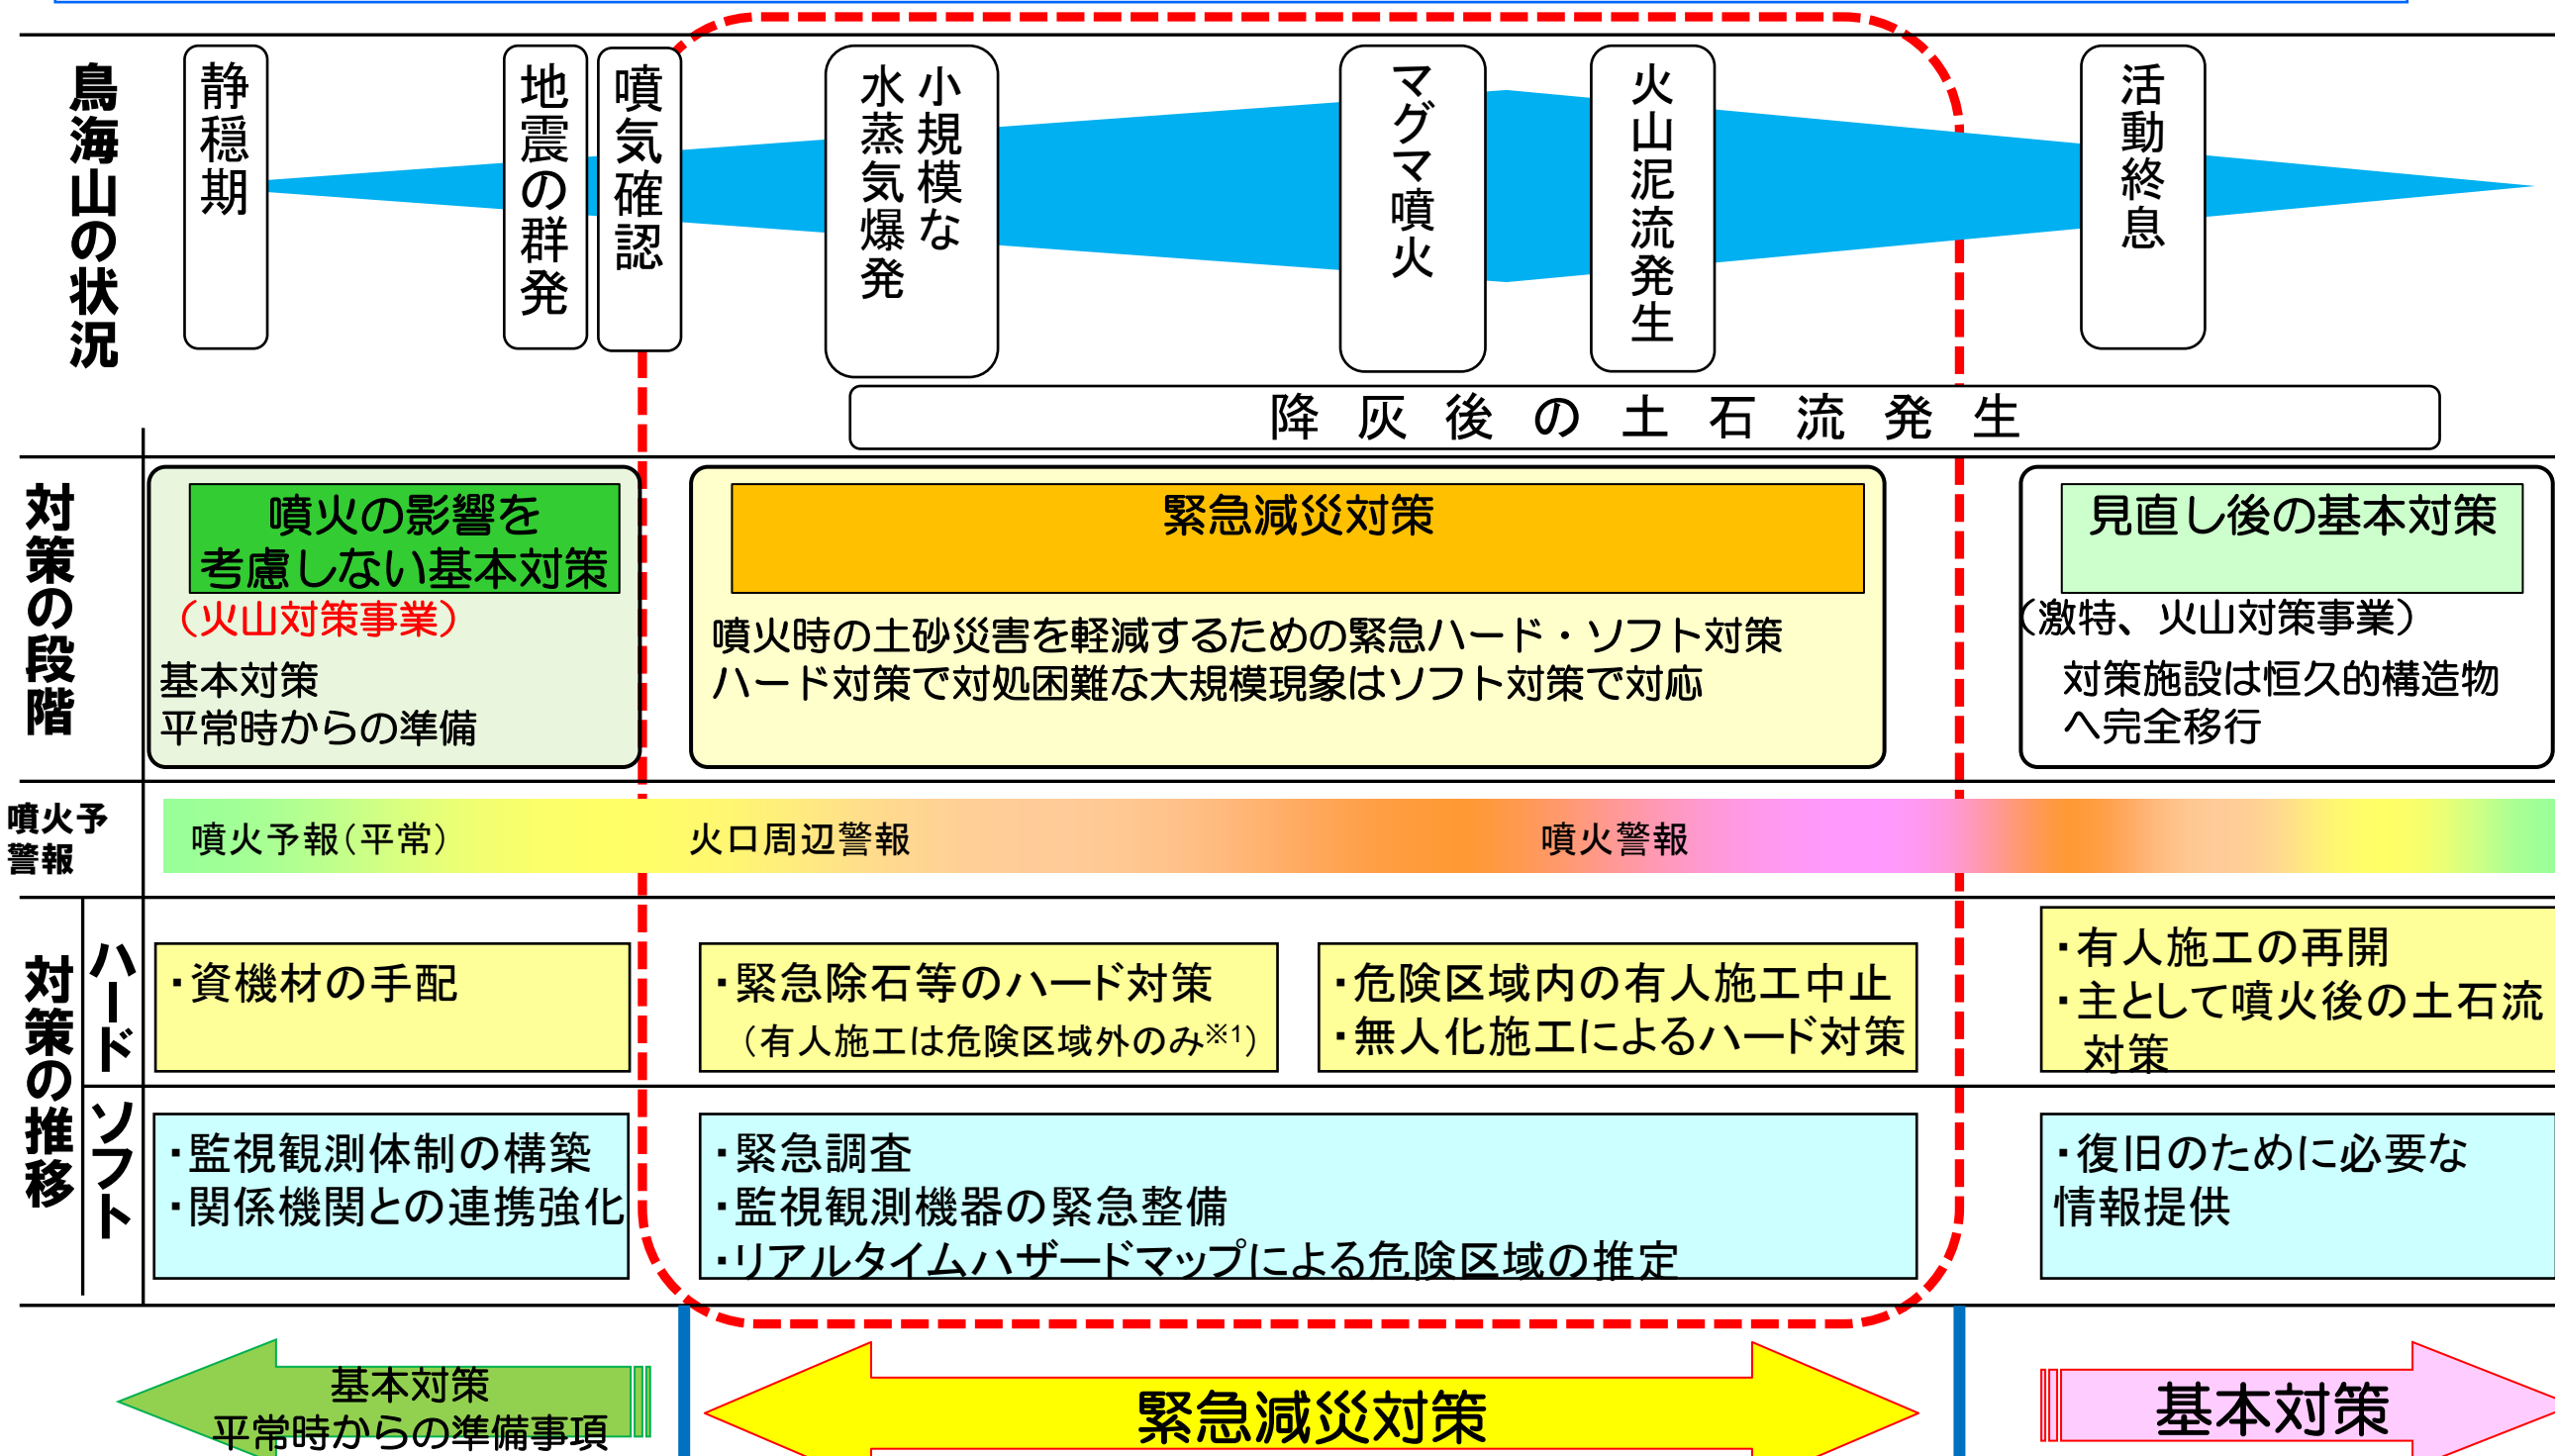 鳥海山の状況
静穏期
地震の群発
噴気確認
小規模な
水蒸気爆発
マグマ噴火
火山泥流発生
活動終息
降灰後の土石流発生
対策の段階
噴火の影響を
考慮しない基本対策
（火山対策事業）
基本対策
平常時からの準備
緊急減災対策
噴火時の土砂災害を軽減するための緊急ハード・ソフト対策
ハード対策で対処困難な大規模現象はソフト対策で対応
見直し後の基本対策
（激特、火山対策事業）
対策施設は恒久的構造物
へ完全移行
噴火予
警報
噴火予報（平常）
火口周辺警報
噴火警報
対策の推移
ハード
・資機材の手配
・緊急除石等のハード対策
（有人施工は危険区域外のみ※1）
・危険区域内の有人施工中止
・無人化施工によるハード対策
・有人施工の再開
・主として噴火後の土石流
対策
ソフト
・監視観測体制の構築
・関係機関との連携強化
・緊急調査
・監視観測機器の緊急整備
・リアルタイムハザードマップによる危険区域の推定
・復旧のために必要な
情報提供
基本対策
平常時からの準備事項
緊急減災対策
基本対策